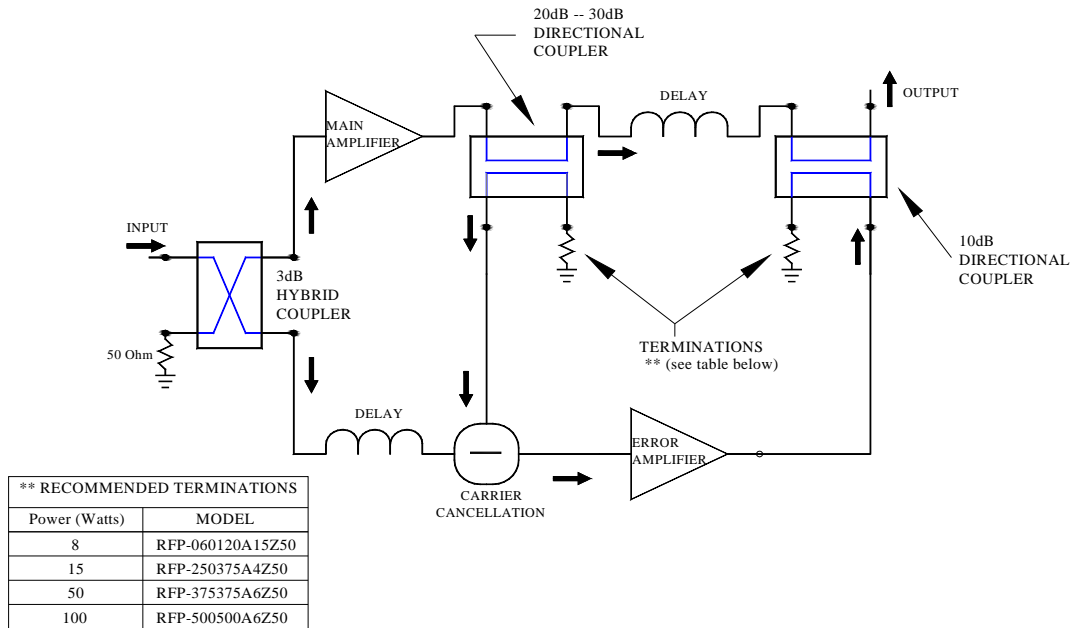 20dB -- 30dB
DIRECTIONAL
COUPLER
DELAY
OUTPUT
MAIN
AMPLIFIER
INPUT
3dB
HYBRID
COUPLER
10dB
DIRECTIONAL
COUPLER
50 Ohm
TERMINATIONS
** (see table below)
DELAY
ERROR
AMPLIFIER
CARRIER
CANCELLATION
** RECOMMENDED TERMINATIONS
Power (Watts) MODEL
8 RFP-060120A15Z50
15 RFP-250375A4Z50
50 RFP-375375A6Z50
100 RFP-500500A6Z50